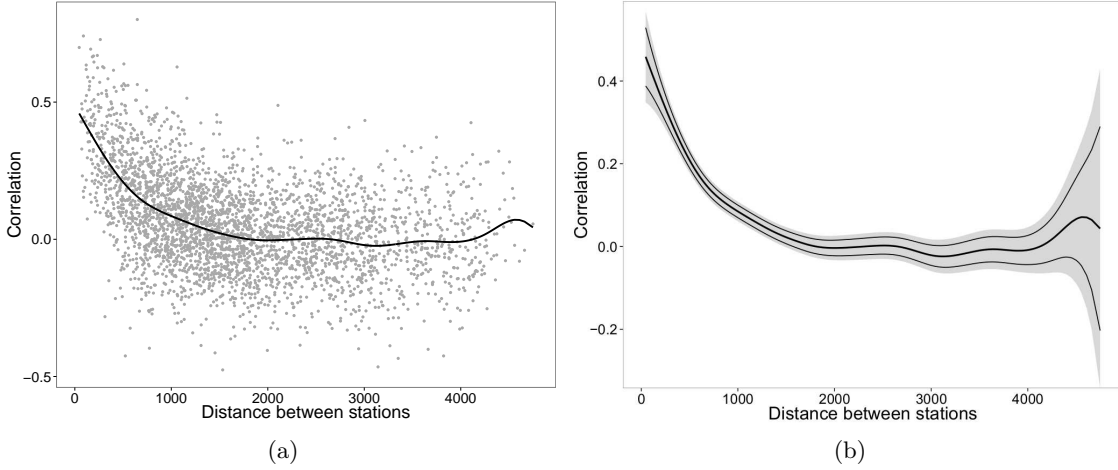 0.5
0.0
−0.5
Correlation
0 1000 2000 3000 4000
Distance between stations
(a)
0.4
0.2
0.0
−0.2
Correlation
0 1000 2000 3000 4000
Distance between stations
(b)